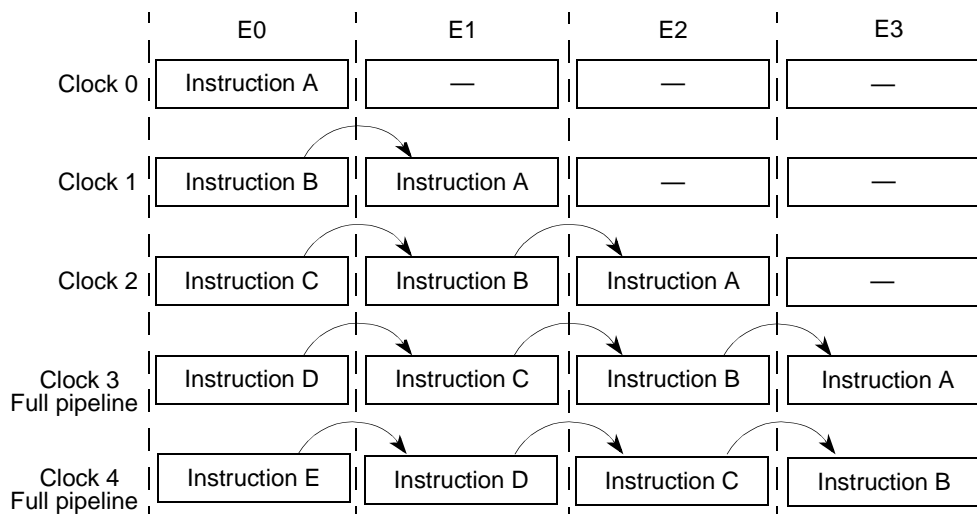 E0 E1 E2 E3
Clock 0 Instruction A — — —
Clock 1 Instruction B Instruction A — —
Clock 2 Instruction C Instruction B Instruction A —
Clock 3 Instruction D Instruction C Instruction B Instruction A
Full pipeline
Clock 4 Instruction E Instruction D Instruction C Instruction B
Full pipeline